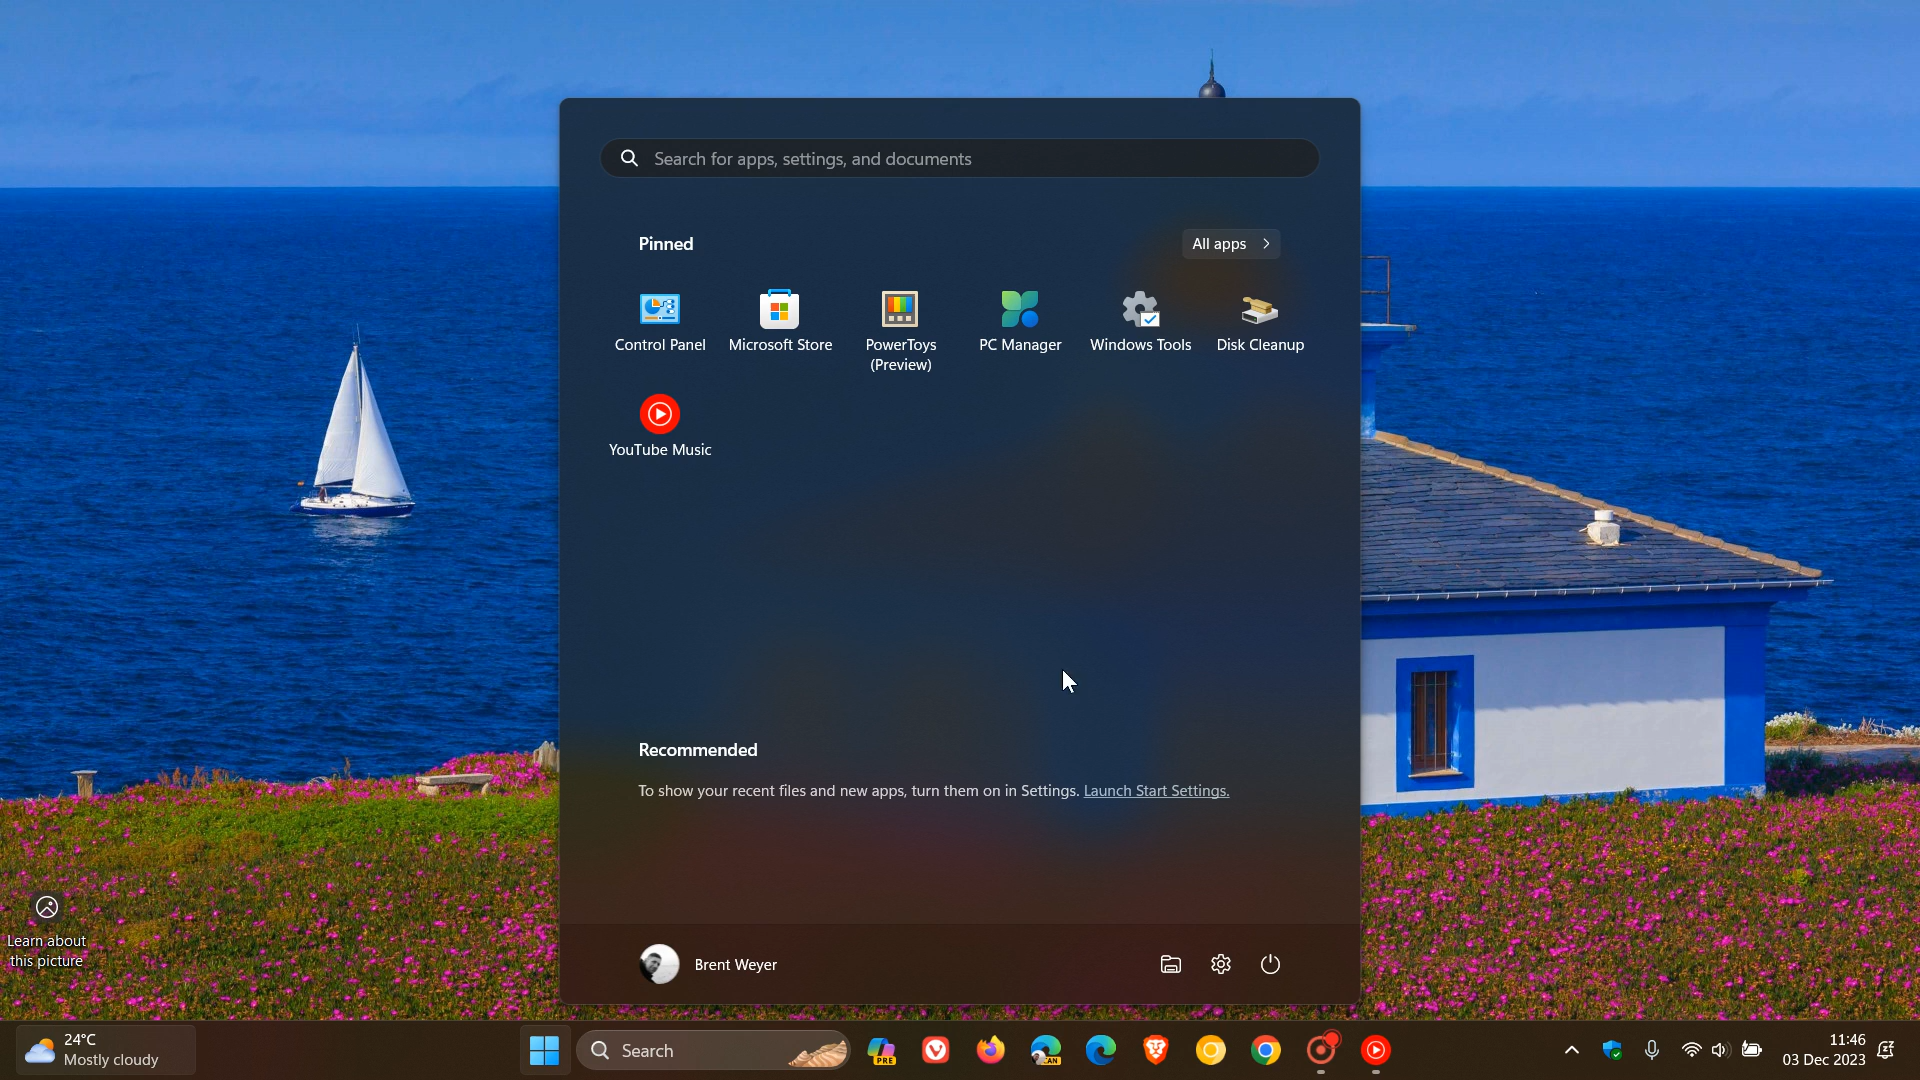 Search for apps, settings, and documents
Pinned
All apps
Control Panel
Microsoft Store
PowerToys
(Preview)
PC Manager
Windows Tools
Disk Cleanup
YouTube Music
Recommended
To show your recent files and new apps, turn them on in Settings. Launch Start Settings.
Learn about
this picture
Brent Weyer
24°C
Mostly cloudy
Search
PRE
CAN
11:46
03 Dec 2023